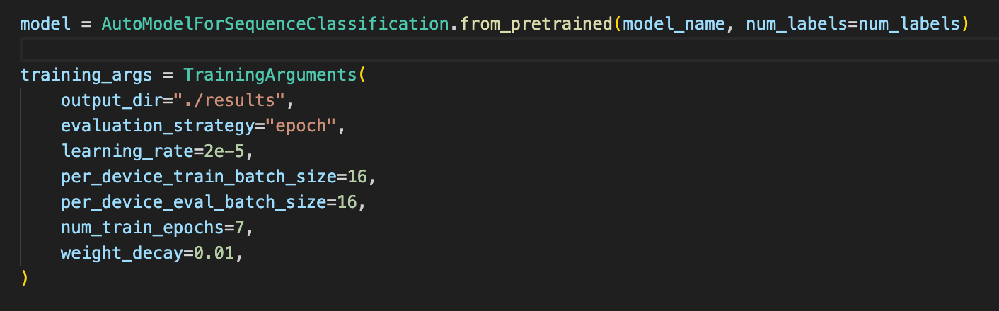 model = AutoModelForSequenceClassification.from_pretrained(model_name, num_labels=num_labels)
training_args = TrainingArguments(
    output_dir="./results",
    evaluation_strategy="epoch",
    learning_rate=2e-5,
    per_device_train_batch_size=16,
    per_device_eval_batch_size=16,
    num_train_epochs=7,
    weight_decay=0.01,
)